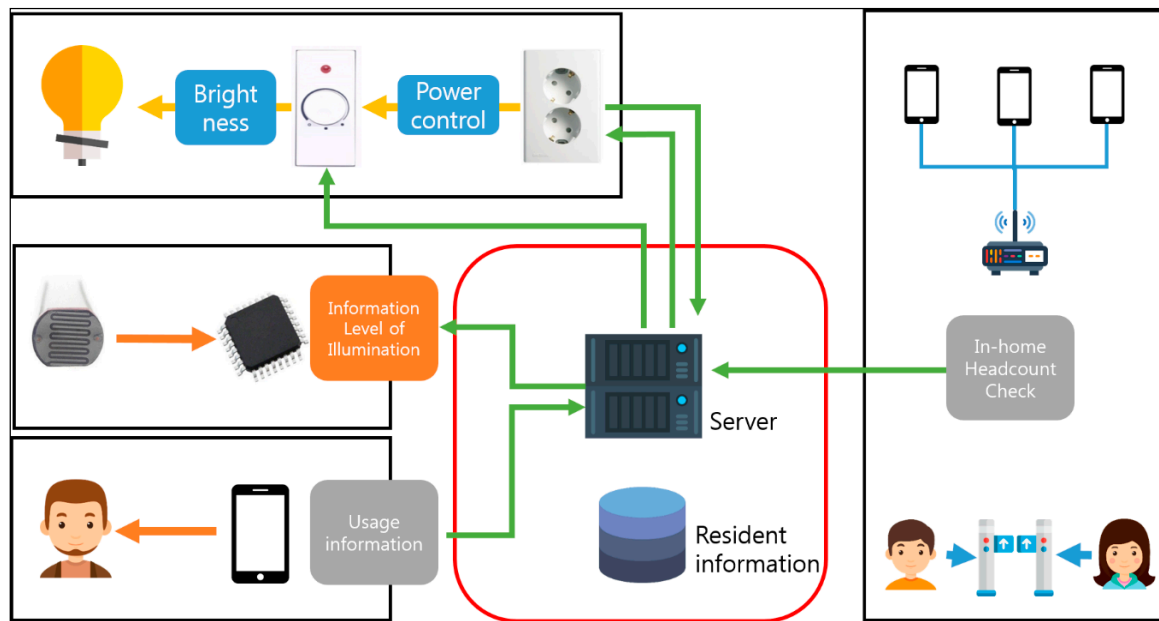 Bright
ness
Power
control
Information
Level of
Illumination
In-home
Headcount
Check
Server
Usage
information
Resident
information